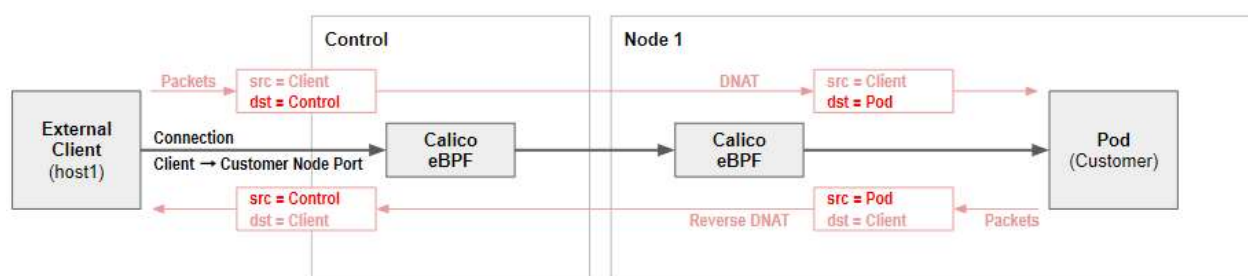 Control
Node 1
Packets
src = Client
dst = Control
DNAT
src = Client
dst = Pod
External
Client
(host1)
Connection
Client → Customer Node Port
Calico
eBPF
Calico
eBPF
Pod
(Customer)
src = Control
dst = Client
Reverse DNAT
src = Pod
dst = Client
Packets